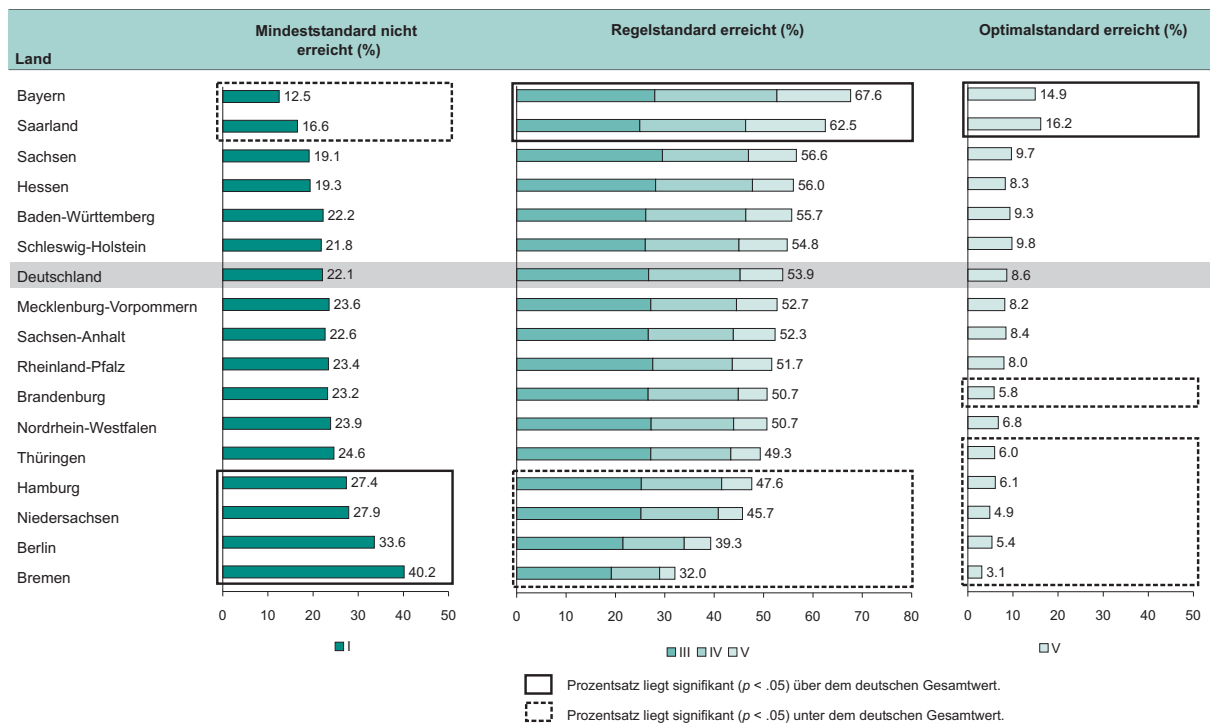 Land
Mindeststandard nicht
erreicht (%)
Regelstandard erreicht (%)
Optimalstandard erreicht (%)
Bayern 12.5 67.6 14.9
Saarland 16.6 62.5 16.2
Sachsen 19.1 56.6 9.7
Hessen 19.3 56.0 8.3
Baden-Württemberg 22.2 55.7 9.3
Schleswig-Holstein 21.8 54.8 9.8
Deutschland 22.1 53.9 8.6
Mecklenburg-Vorpommern 23.6 52.7 8.2
Sachsen-Anhalt 22.6 52.3 8.4
Rheinland-Pfalz 23.4 51.7 8.0
Brandenburg 23.2 50.7 5.8
Nordrhein-Westfalen 23.9 50.7 6.8
Thüringen 24.6 49.3 6.0
Hamburg 27.4 47.6 6.1
Niedersachsen 27.9 45.7 4.9
Berlin 33.6 39.3 5.4
Bremen 40.2 32.0 3.1
0 10 20 30 40 50 0 10 20 30 40 50 60 70 80 0 10 20 30 40 50
I III IV V V
Prozentsatz liegt signifikant (p < .05) über dem deutschen Gesamtwert.
Prozentsatz liegt signifikant (p < .05) unter dem deutschen Gesamtwert.